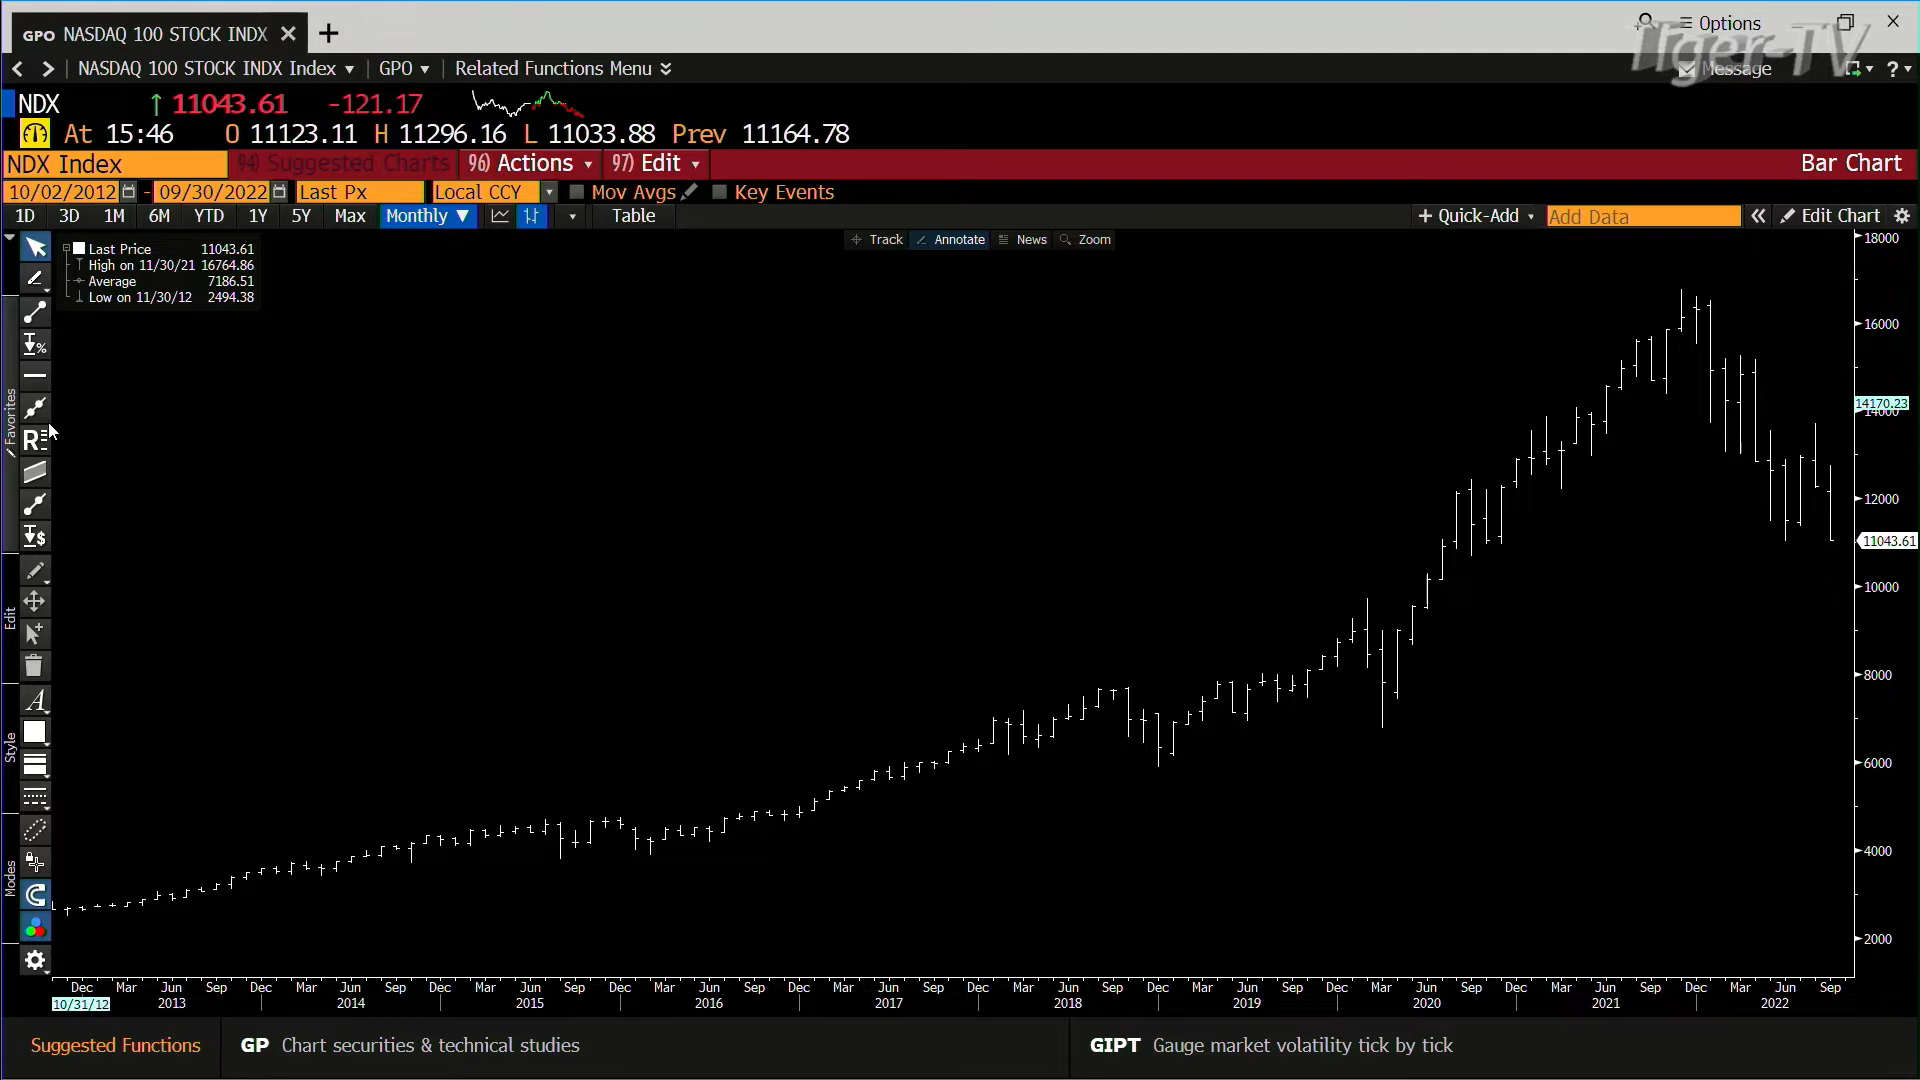 GPO NASDAQ 100 STOCK INDX
Options
Tiger-TV
NASDAQ 100 STOCK INDX Index GPO Related Functions Menu
Message ?
NDX ↑ 11043.61 -121.17
At 15:46 O 11123.11 H 11296.16 L 11033.88 Prev 11164.78
NDX Index 94) Suggested Charts 96) Actions 97) Edit Bar Chart
10/02/2012 - 09/30/2022 Last Px Local CCY Mov Avgs Key Events
1D 3D 1M 6M YTD 1Y 5Y Max Monthly ▼ Table + Quick-Add Add Data « Edit Chart
Track Annotate News Zoom
Last Price 11043.61
High on 11/30/21 16764.86
Average 7186.51
Low on 11/30/12 2494.38
Favorites
Edit
Style
Modes
18000
16000
14170.23
14000
12000
11043.61
10000
8000
6000
4000
2000
Dec Mar Jun Sep Dec Mar Jun Sep Dec Mar Jun Sep Dec Mar Jun Sep Dec Mar Jun Sep Dec Mar Jun Sep Dec Mar Jun Sep Dec Mar Jun Sep Dec Mar Jun Sep Dec Mar Jun Sep
10/31/12 2013 2014 2015 2016 2017 2018 2019 2020 2021 2022
Suggested Functions GP Chart securities & technical studies GIPT Gauge market volatility tick by tick